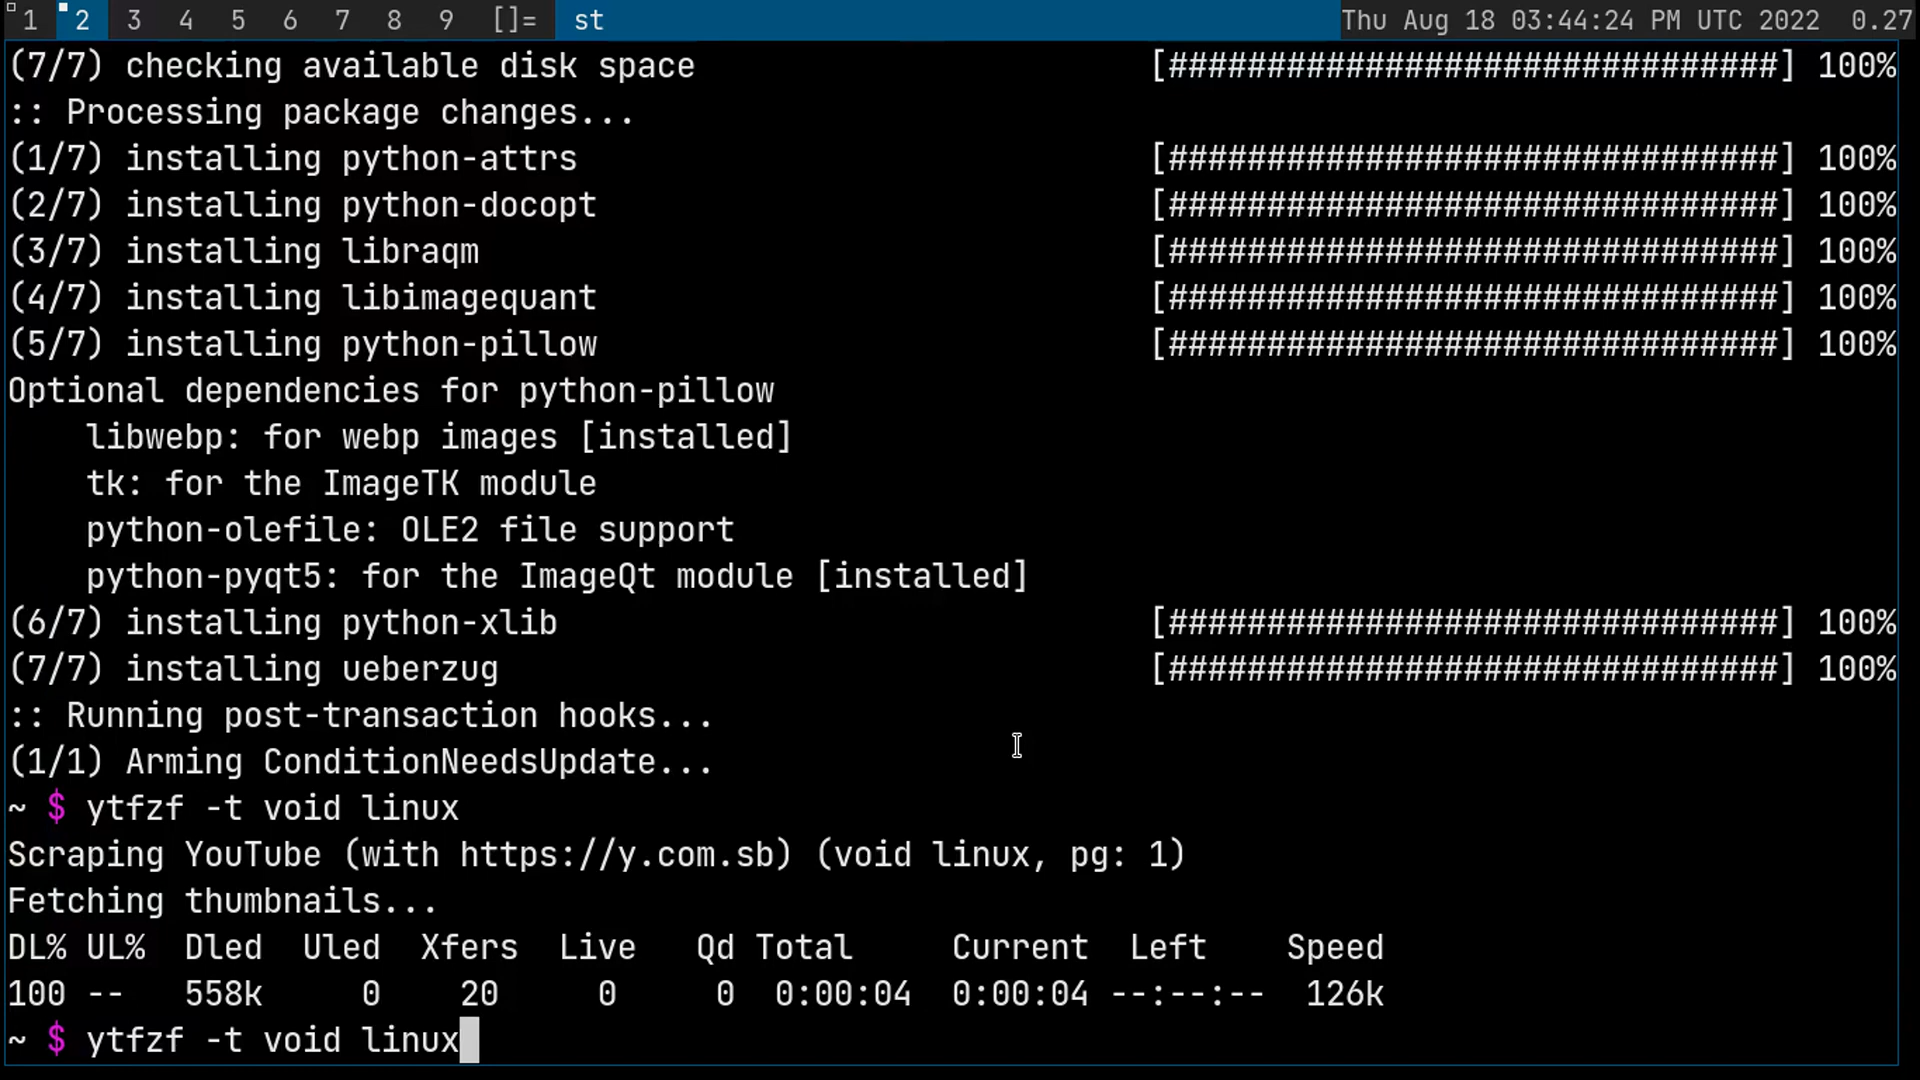 1 2 3 4 5 6 7 8 9 []= st Thu Aug 18 03:44:24 PM UTC 2022 0.27
(7/7) checking available disk space [###############################] 100%
:: Processing package changes...
(1/7) installing python-attrs [###############################] 100%
(2/7) installing python-docopt [###############################] 100%
(3/7) installing libraqm [###############################] 100%
(4/7) installing libimagequant [###############################] 100%
(5/7) installing python-pillow [###############################] 100%
Optional dependencies for python-pillow
    libwebp: for webp images [installed]
    tk: for the ImageTK module
    python-olefile: OLE2 file support
    python-pyqt5: for the ImageQt module [installed]
(6/7) installing python-xlib [###############################] 100%
(7/7) installing ueberzug [###############################] 100%
:: Running post-transaction hooks...
(1/1) Arming ConditionNeedsUpdate...
~ $ ytfzf -t void linux
Scraping YouTube (with https://y.com.sb) (void linux, pg: 1)
Fetching thumbnails...
DL% UL%  Dled  Uled  Xfers  Live   Qd Total     Current  Left      Speed
100 --   558k     0     20     0     0  0:00:04  0:00:04 --:--:--  126k
~ $ ytfzf -t void linux